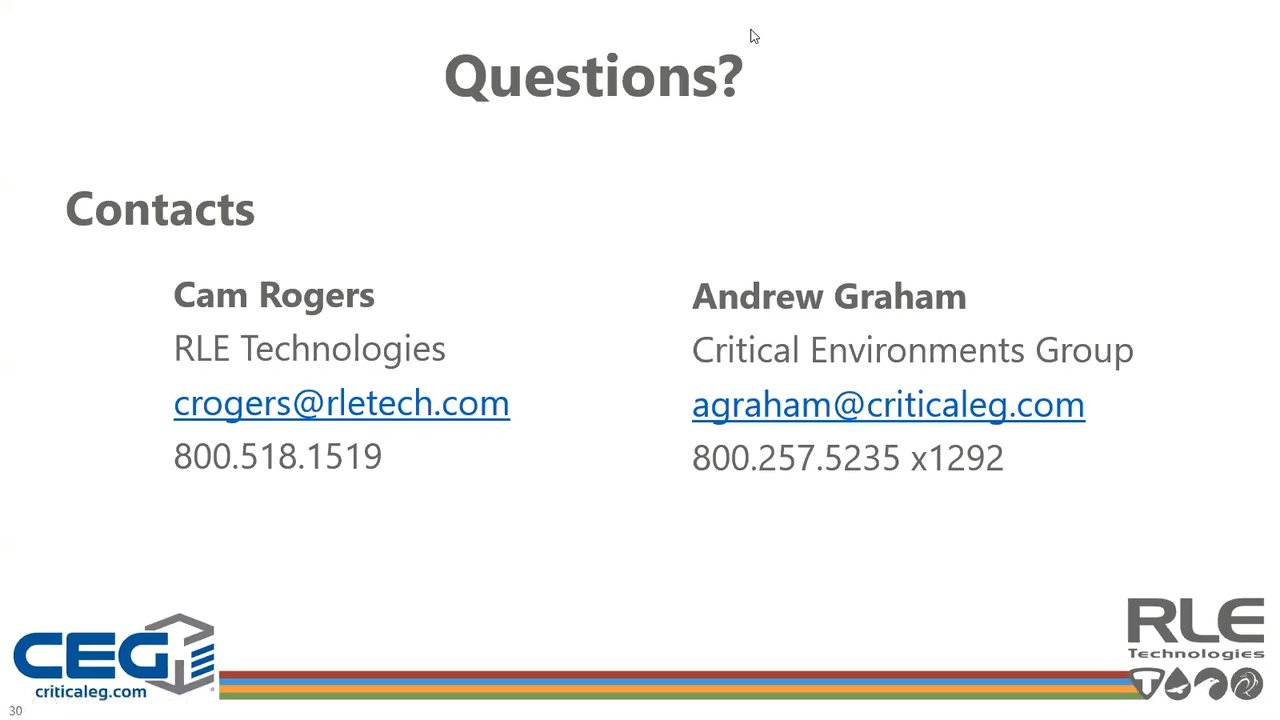 Questions?
Contacts
Cam Rogers
RLE Technologies
crogers@rletech.com
800.518.1519
Andrew Graham
Critical Environments Group
agraham@criticaleg.com
800.257.5235 x1292
CEG
criticaleg.com
RLE
Technologies
30